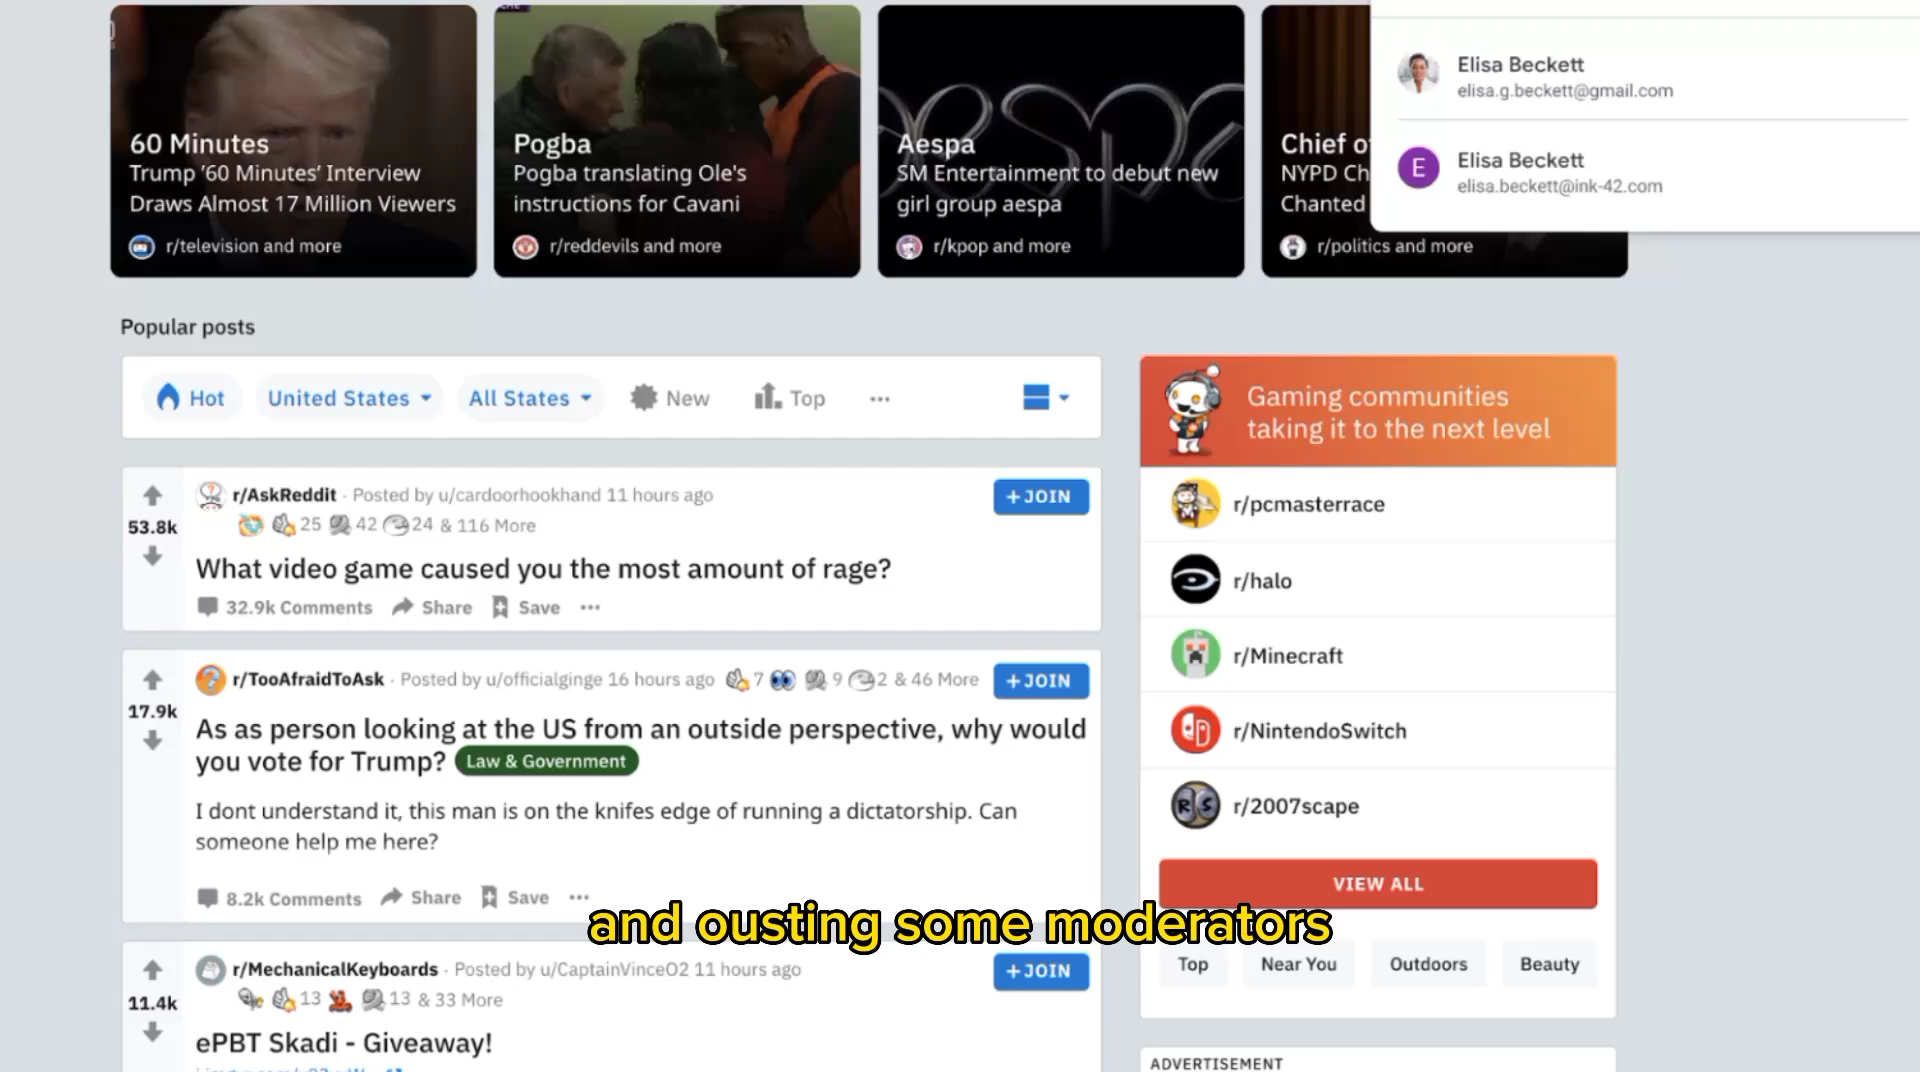 60 Minutes
Trump '60 Minutes' Interview
Draws Almost 17 Million Viewers
r/television and more
Pogba
Pogba translating Ole's
instructions for Cavani
r/reddevils and more
Aespa
SM Entertainment to debut new
girl group aespa
r/kpop and more
Chief
NYPD
Chanted
r/politics and more
Elisa Beckett
elisa.g.beckett@gmail.com
E
Elisa Beckett
elisa.beckett@ink-42.com
Popular posts
Hot United States All States New Top ...
53.8k
r/AskReddit · Posted by u/cardoorhookhand 11 hours ago
+ JOIN
25 42 24 & 116 More
What video game caused you the most amount of rage?
32.9k Comments Share Save ...
17.9k
r/TooAfraidToAsk · Posted by u/officialginge 16 hours ago 7 9 2 & 46 More
+ JOIN
As as person looking at the US from an outside perspective, why would
you vote for Trump? Law & Government
I dont understand it, this man is on the knifes edge of running a dictatorship. Can
someone help me here?
8.2k Comments Share Save ...
11.4k
r/MechanicalKeyboards · Posted by u/CaptainVinceO2 11 hours ago
+ JOIN
13 13 & 33 More
ePBT Skadi - Giveaway!
Gaming communities
taking it to the next level
r/pcmasterrace
r/halo
r/Minecraft
r/NintendoSwitch
r/2007scape
VIEW ALL
Top Near You Outdoors Beauty
ADVERTISEMENT
and ousting some moderators